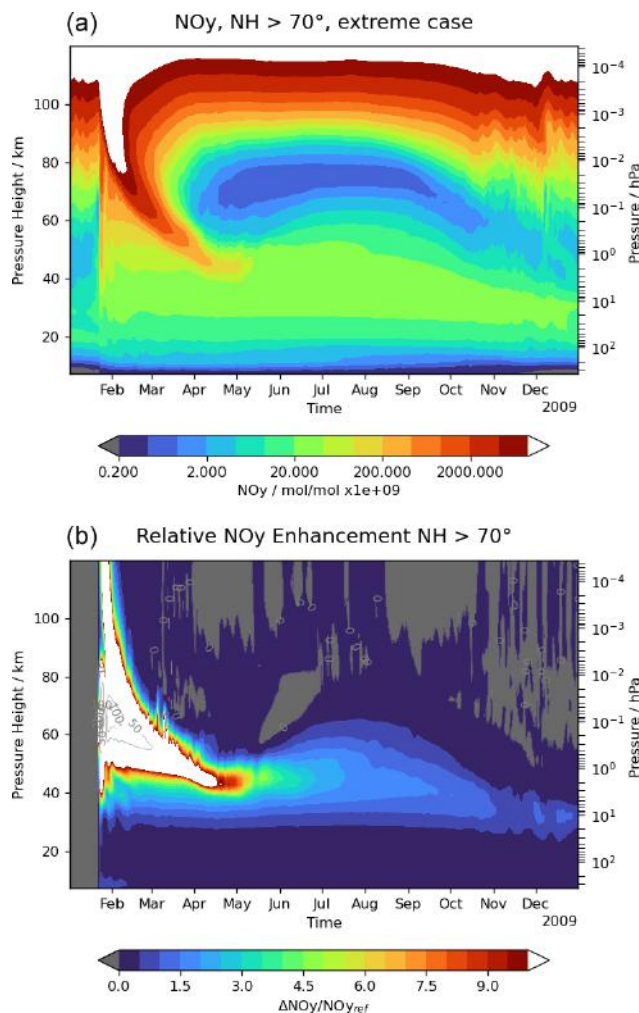 (a) NOy, NH > 70°, extreme case
Pressure Height / km
100
80
60
40
20
10⁻⁴
10⁻³
10⁻²
10⁻¹
10⁰
10¹
10²
Pressure / hPa
Feb Mar Apr May Jun Jul Aug Sep Oct Nov Dec
Time
2009
0.200 2.000 20.000 200.000 2000.000
NOy / mol/mol x1e+09
(b) Relative NOy Enhancement NH > 70°
Pressure Height / km
100
80
60
40
20
100
50
0
10⁻⁴
10⁻³
10⁻²
10⁻¹
10⁰
10¹
10²
Pressure / hPa
Feb Mar Apr May Jun Jul Aug Sep Oct Nov Dec
Time
2009
0.0 1.5 3.0 4.5 6.0 7.5 9.0
ΔNOy/NOy_ref